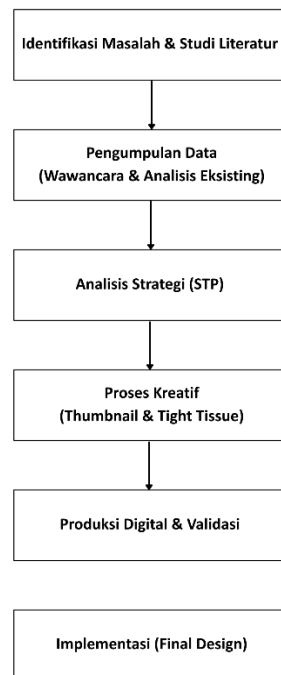 Identifikasi Masalah & Studi Literatur
Pengumpulan Data
(Wawancara & Analisis Eksisting)
Analisis Strategi (STP)
Proses Kreatif
(Thumbnail & Tight Tissue)
Produksi Digital & Validasi
Implementasi (Final Design)